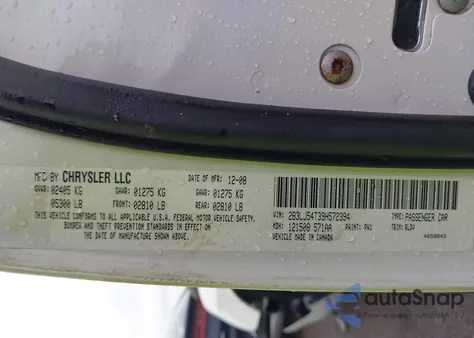 MFD BY CHRYSLER LLC DATE OF MFR 12-08
GVWR: 02405 KG GAWR: 01275 KG GAWR: 01275 KG
05300 LB FRONT: 02810 LB REAR: 02810 LB
THIS VEHICLE CONFORMS TO ALL APPLICABLE U.S.A. FEDERAL MOTOR VEHICLE SAFETY,
BUMPER AND THEFT PREVENTION STANDARDS IN EFFECT ON
THE DATE OF MANUFACTURE SHOWN ABOVE.
VIN: 2B3LJ54T39H572394 TYPE: PASSENGER CAR
MDH: 121508 571AA PAINT: PW1 TRIM: RLDV
VEHICLE MADE IN CANADA 4658843
autoSnap